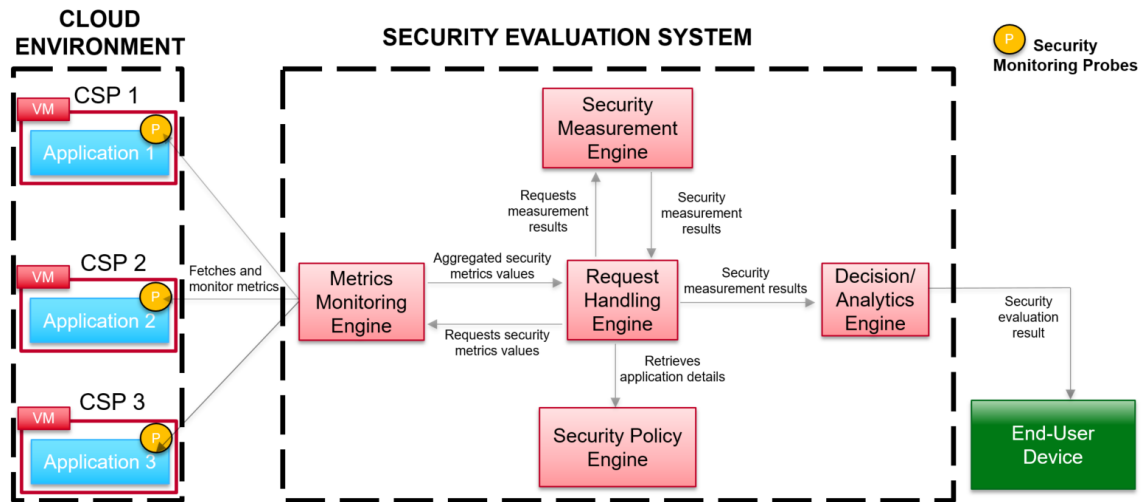 CLOUD
ENVIRONMENT
SECURITY EVALUATION SYSTEM
P
Security
Monitoring Probes
CSP 1
VM
P
Application 1
CSP 2
VM
P
Application 2
CSP 3
VM
P
Application 3
Fetches and
monitor metrics
Metrics
Monitoring
Engine
Aggregated security
metrics values
Requests security
metrics values
Security
Measurement
Engine
Requests
measurement
results
Security
measurement
results
Request
Handling
Engine
Retrieves
application details
Security Policy
Engine
Security
measurement results
Decision/
Analytics
Engine
Security
evaluation
result
End-User
Device